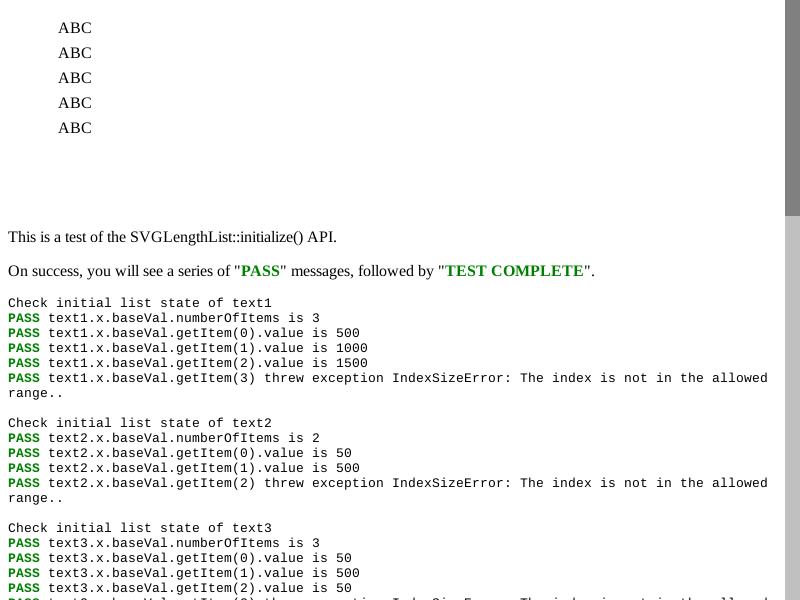 ABC
ABC
ABC
ABC
ABC
This is a test of the SVGLengthList::initialize() API.
On success, you will see a series of "PASS" messages, followed by "TEST COMPLETE".
Check initial list state of text1
PASS text1.x.baseVal.numberOfItems is 3
PASS text1.x.baseVal.getItem(0).value is 500
PASS text1.x.baseVal.getItem(1).value is 1000
PASS text1.x.baseVal.getItem(2).value is 1500
PASS text1.x.baseVal.getItem(3) threw exception IndexSizeError: The index is not in the allowed
range..
Check initial list state of text2
PASS text2.x.baseVal.numberOfItems is 2
PASS text2.x.baseVal.getItem(0).value is 50
PASS text2.x.baseVal.getItem(1).value is 500
PASS text2.x.baseVal.getItem(2) threw exception IndexSizeError: The index is not in the allowed
range..
Check initial list state of text3
PASS text3.x.baseVal.numberOfItems is 3
PASS text3.x.baseVal.getItem(0).value is 50
PASS text3.x.baseVal.getItem(1).value is 500
PASS text3.x.baseVal.getItem(2).value is 50